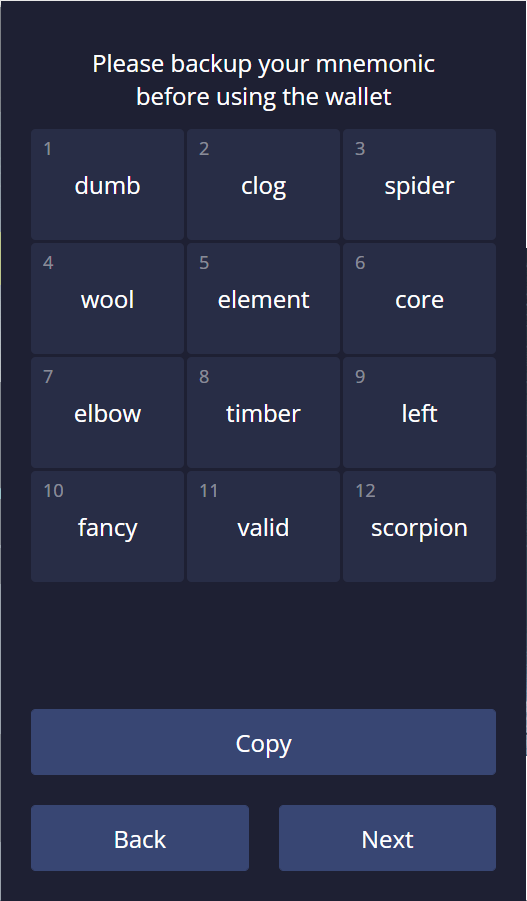 Please backup your mnemonic
before using the wallet
1 2 3
dumb clog spider
4 5 6
wool element core
7 8 9
elbow timber left
10 11 12
fancy valid scorpion
Copy
Back Next